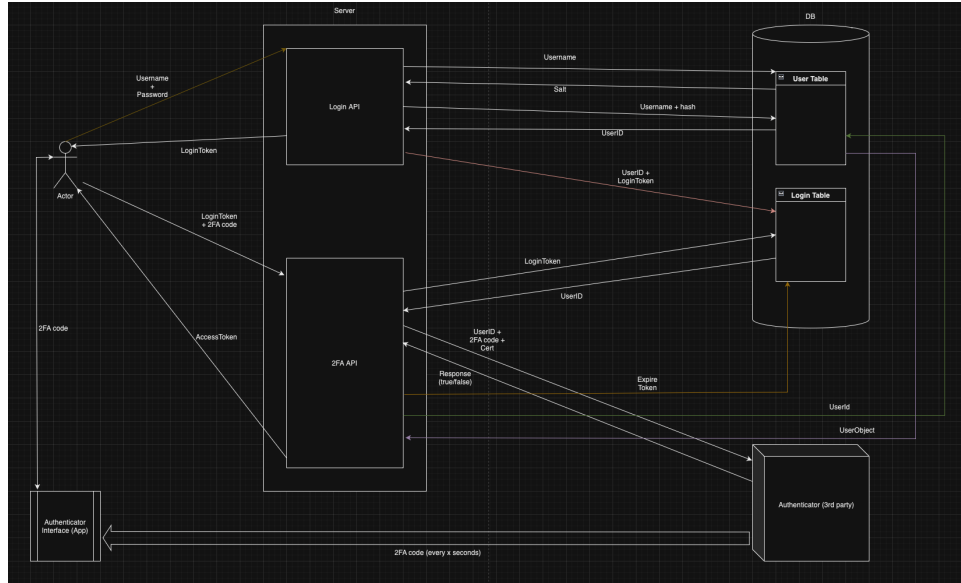 Server
DB
Username
+
Password
Login API
Username
Salt
Username + hash
UserID
User Table
LoginToken
Actor
UserID +
LoginToken
Login Table
LoginToken
+ 2FA code
LoginToken
UserID
2FA code
AccessToken
2FA API
UserID +
2FA code +
Cert
Response
(true/false)
Expire
Token
UserId
UserObject
Authenticator
Interface (App)
Authenticator (3rd party)
2FA code (every x seconds)